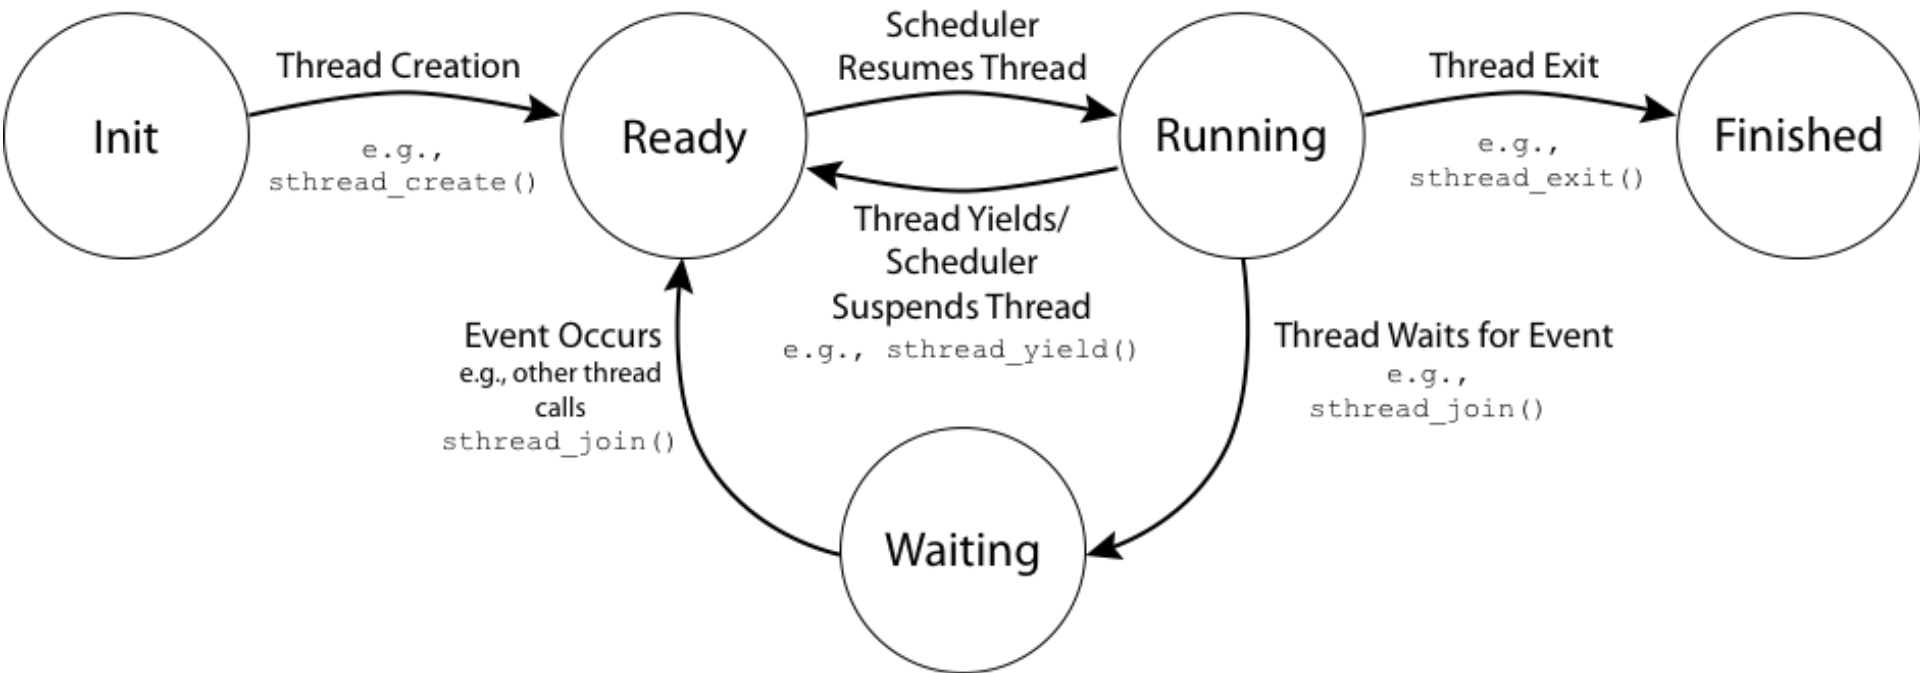 Init
Thread Creation
e.g.,
sthread_create()
Ready
Scheduler
Resumes Thread
Thread Yields/
Scheduler
Suspends Thread
e.g., sthread_yield()
Running
Thread Exit
e.g.,
sthread_exit()
Finished
Event Occurs
e.g., other thread
calls
sthread_join()
Thread Waits for Event
e.g.,
sthread_join()
Waiting